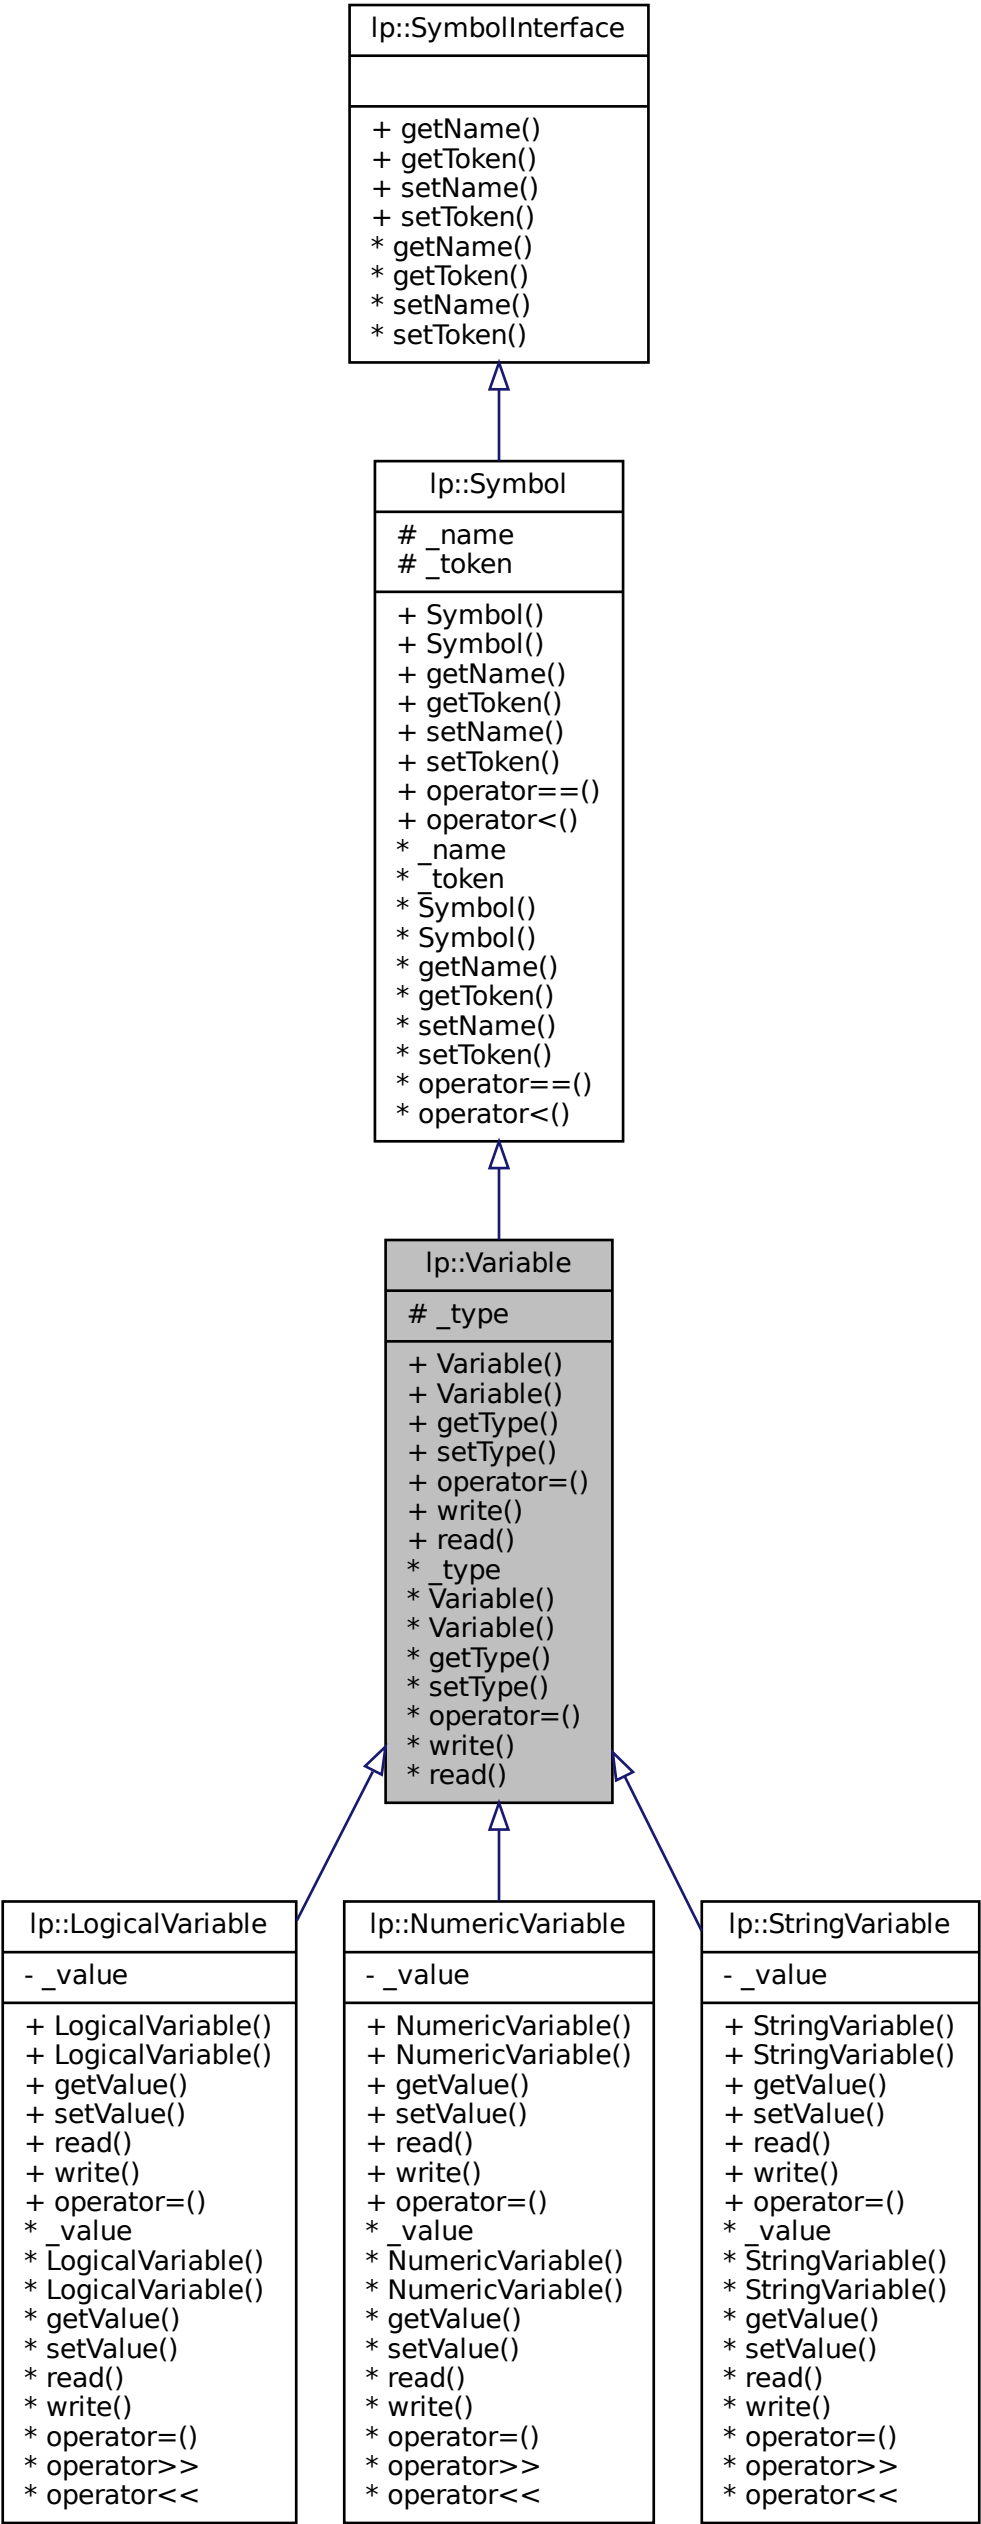 lp::SymbolInterface
+ getName()
+ getToken()
+ setName()
+ setToken()
* getName()
* getToken()
* setName()
* setToken()
lp::Symbol
# _name
# _token
+ Symbol()
+ Symbol()
+ getName()
+ getToken()
+ setName()
+ setToken()
+ operator==()
+ operator<()
* _name
* _token
* Symbol()
* Symbol()
* getName()
* getToken()
* setName()
* setToken()
* operator==()
* operator<()
lp::Variable
# _type
+ Variable()
+ Variable()
+ getType()
+ setType()
+ operator=()
+ write()
+ read()
* _type
* Variable()
* Variable()
* getType()
* setType()
* operator=()
* write()
* read()
lp::LogicalVariable
- _value
+ LogicalVariable()
+ LogicalVariable()
+ getValue()
+ setValue()
+ read()
+ write()
+ operator=()
* _value
* LogicalVariable()
* LogicalVariable()
* getValue()
* setValue()
* read()
* write()
* operator=()
* operator>>
* operator<<
lp::NumericVariable
- _value
+ NumericVariable()
+ NumericVariable()
+ getValue()
+ setValue()
+ read()
+ write()
+ operator=()
* _value
* NumericVariable()
* NumericVariable()
* getValue()
* setValue()
* read()
* write()
* operator=()
* operator>>
* operator<<
lp::StringVariable
- _value
+ StringVariable()
+ StringVariable()
+ getValue()
+ setValue()
+ read()
+ write()
+ operator=()
* _value
* StringVariable()
* StringVariable()
* getValue()
* setValue()
* read()
* write()
* operator=()
* operator>>
* operator<<